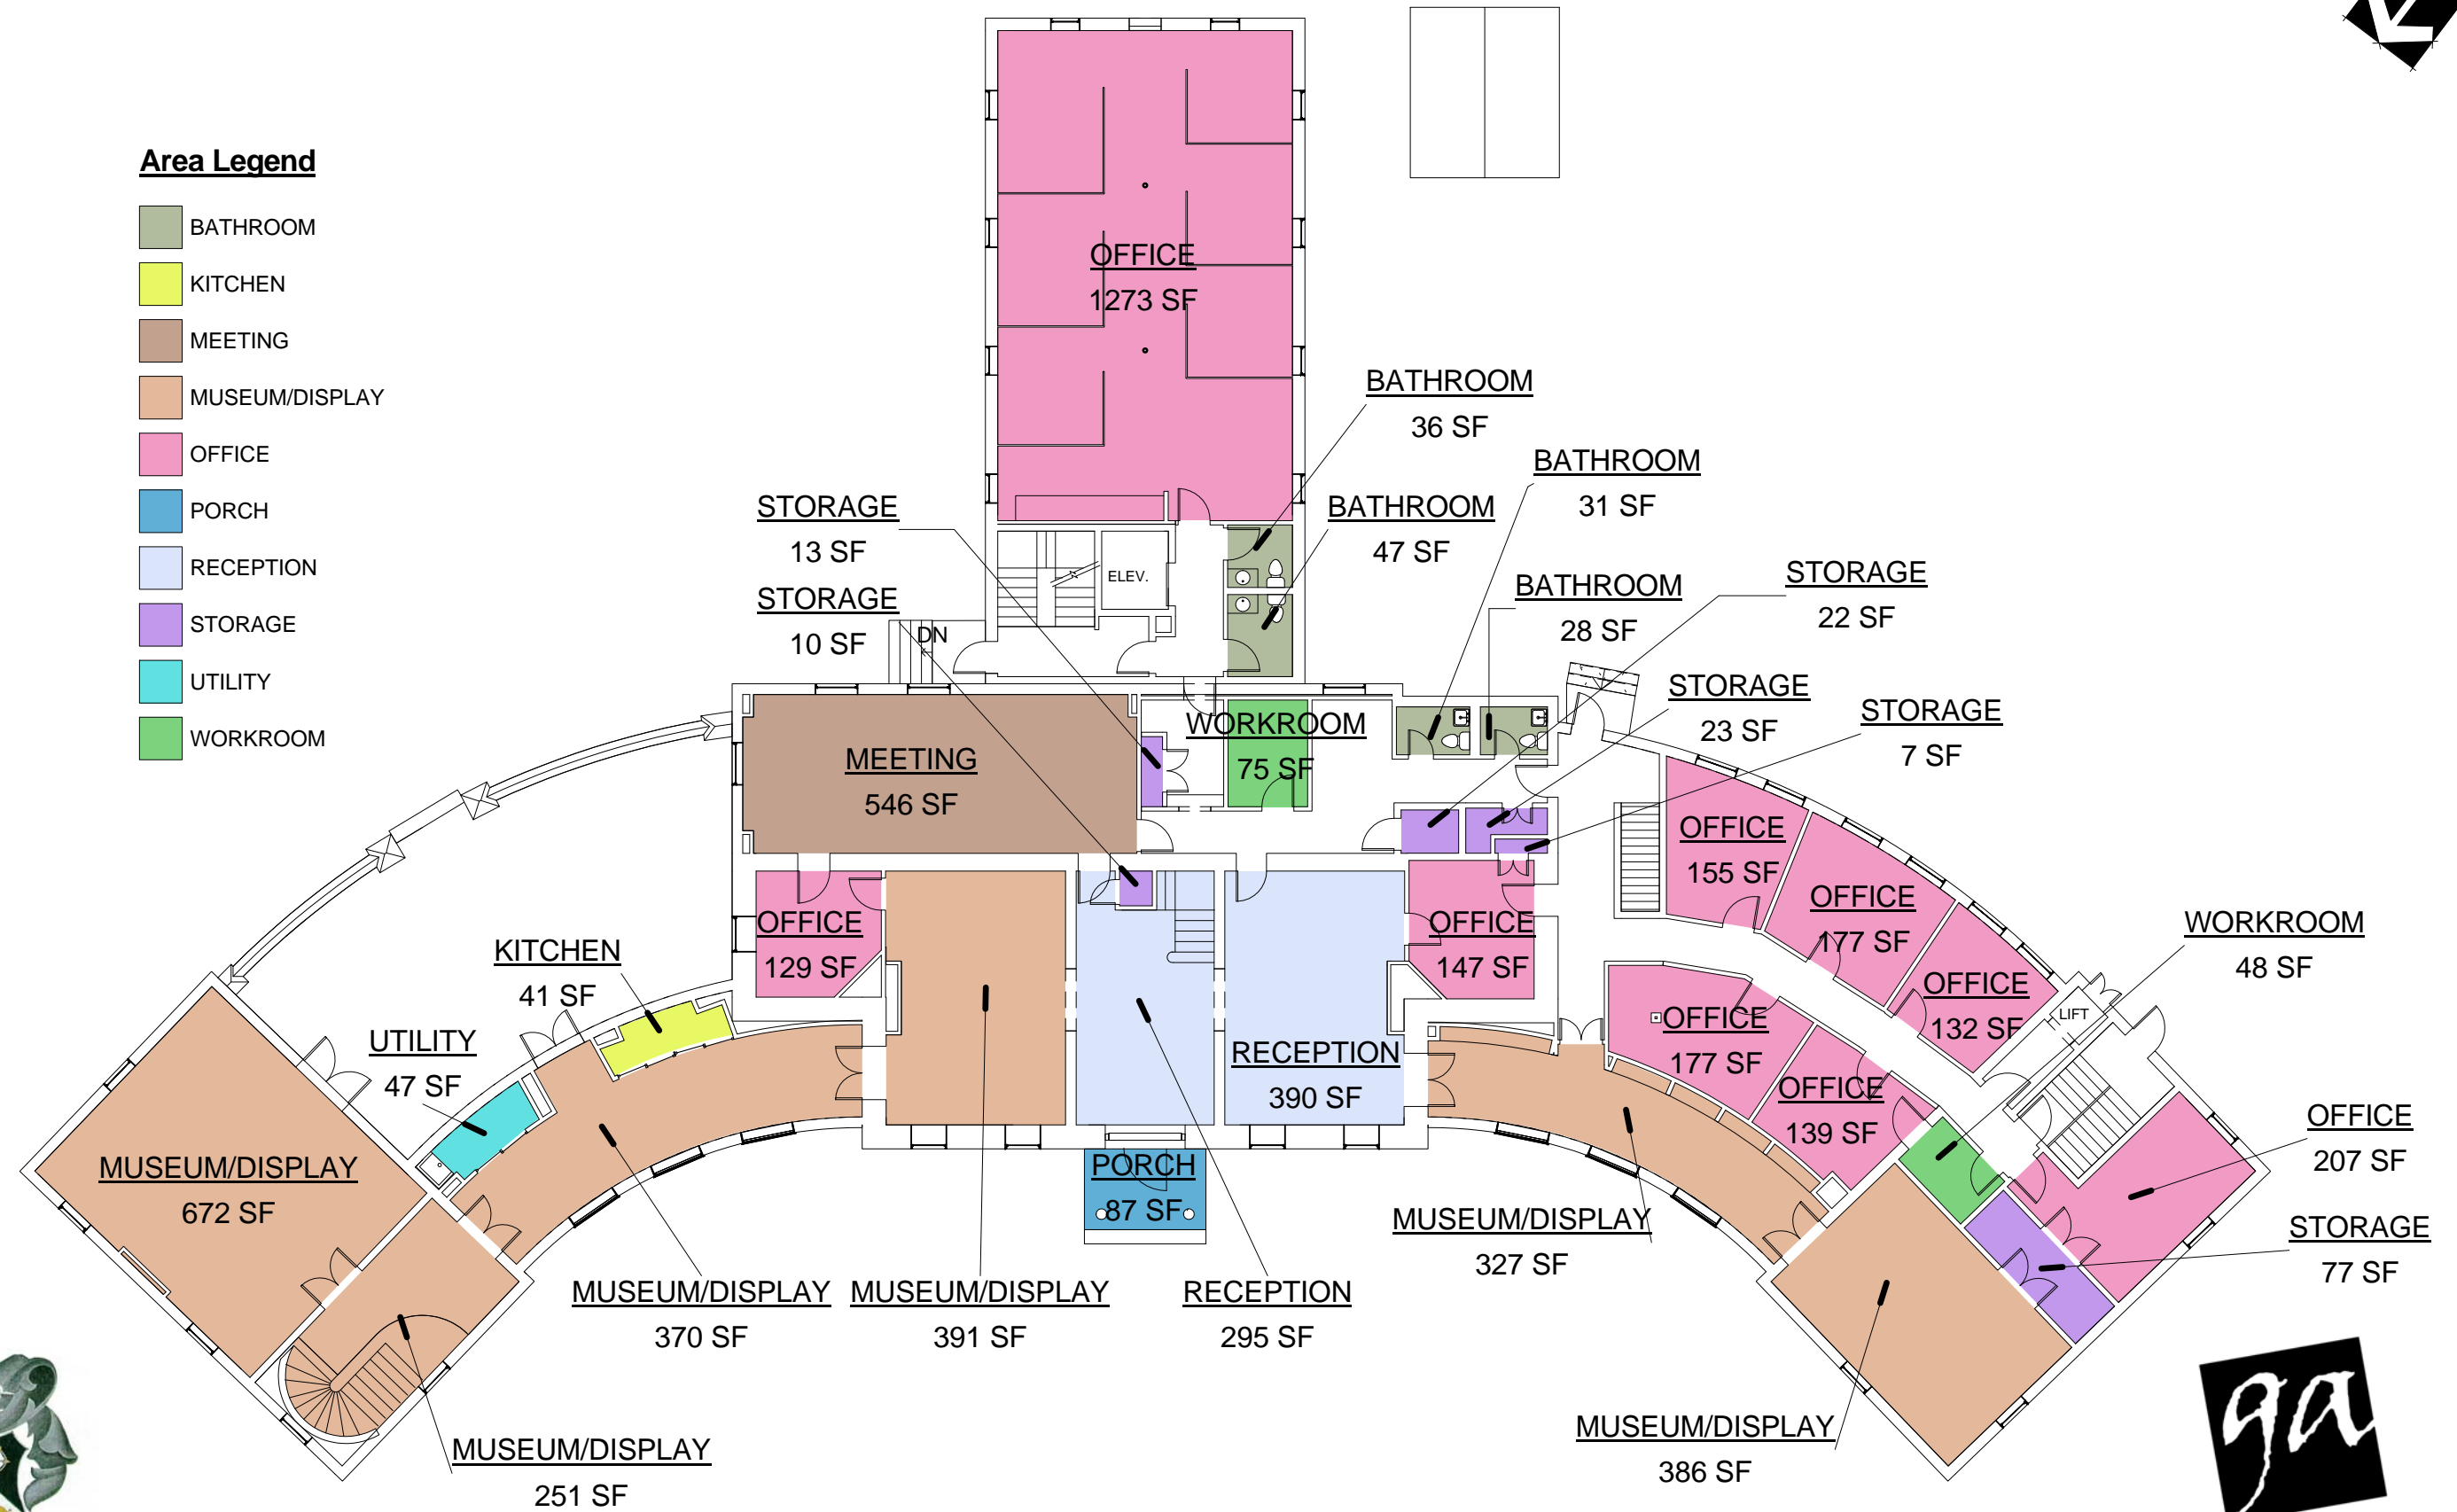 Area Legend
BATHROOM
KITCHEN
MEETING
MUSEUM/DISPLAY
OFFICE
PORCH
RECEPTION
STORAGE
UTILITY
WORKROOM
OFFICE
1273 SF
BATHROOM
36 SF
BATHROOM
31 SF
BATHROOM
47 SF
BATHROOM
28 SF
STORAGE
22 SF
STORAGE
23 SF
STORAGE
7 SF
STORAGE
13 SF
STORAGE
10 SF
ELEV.
DN
MEETING
546 SF
WORKROOM
75 SF
OFFICE
155 SF
OFFICE
177 SF
OFFICE
132 SF
WORKROOM
48 SF
LIFT
OFFICE
129 SF
OFFICE
147 SF
KITCHEN
41 SF
UTILITY
47 SF
RECEPTION
390 SF
OFFICE
177 SF
OFFICE
139 SF
OFFICE
207 SF
STORAGE
77 SF
MUSEUM/DISPLAY
672 SF
PORCH
87 SF
MUSEUM/DISPLAY
327 SF
MUSEUM/DISPLAY
370 SF
MUSEUM/DISPLAY
391 SF
RECEPTION
295 SF
MUSEUM/DISPLAY
251 SF
MUSEUM/DISPLAY
386 SF
ga